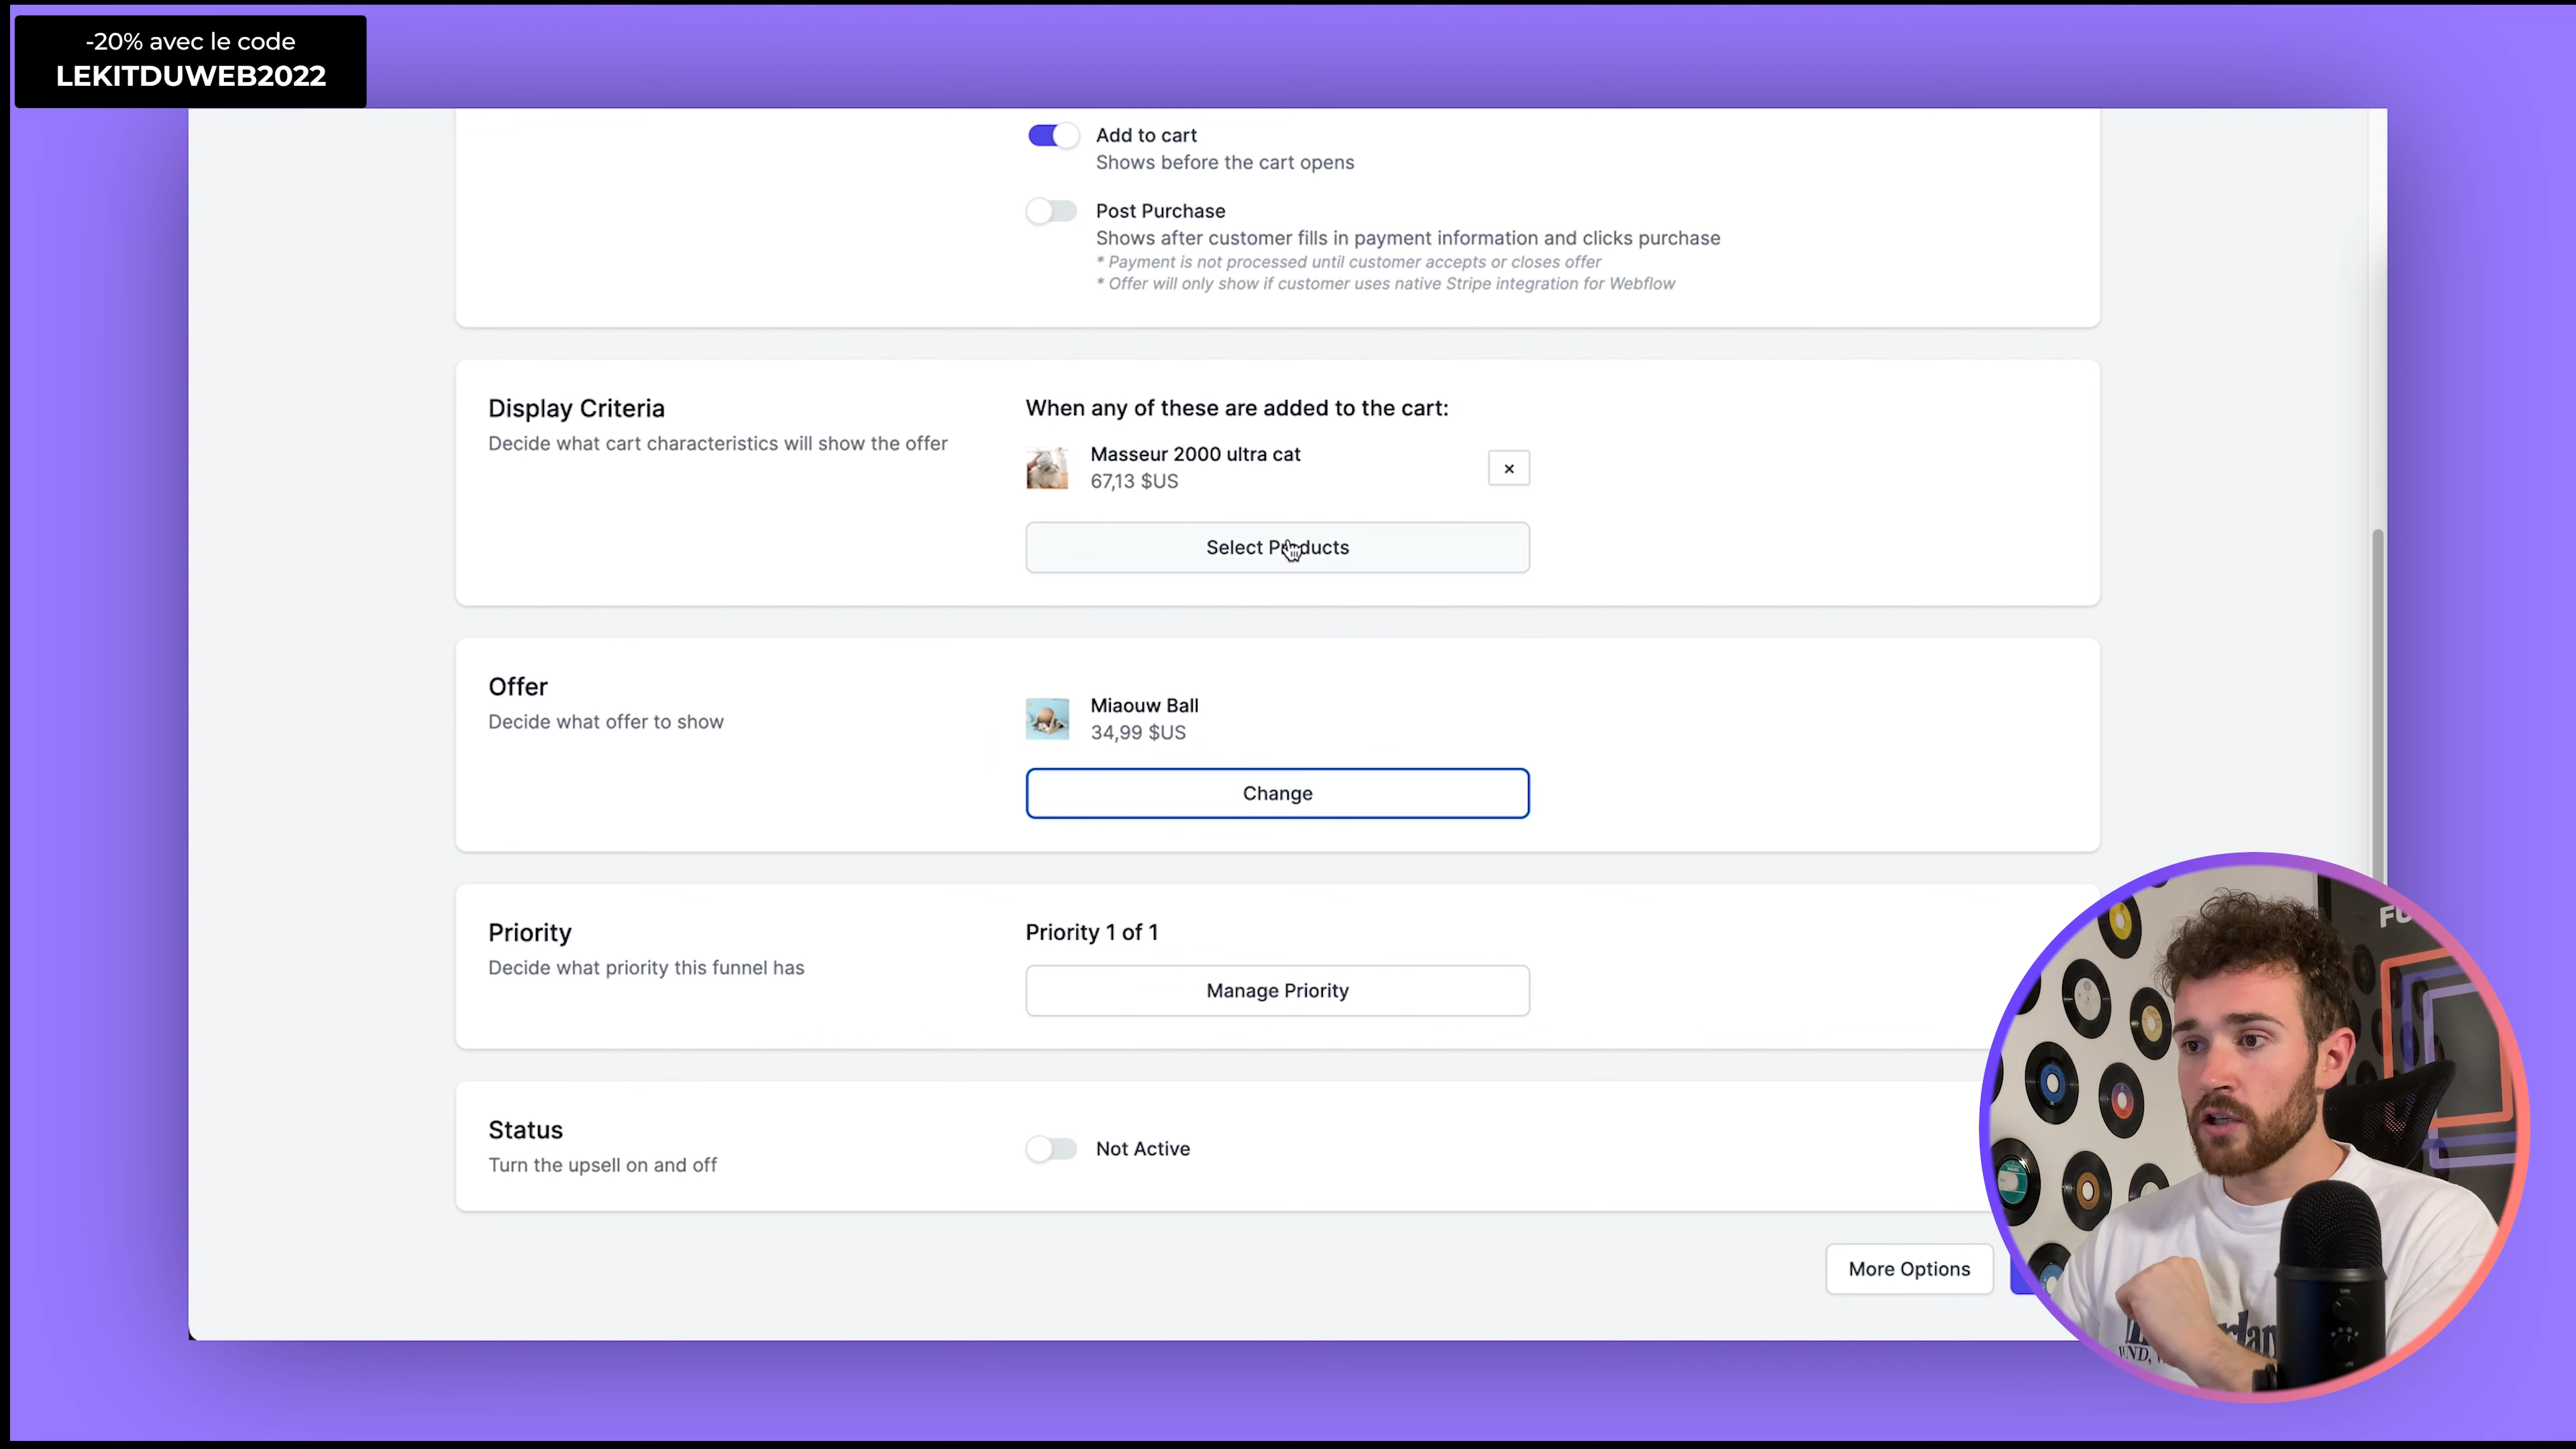 -20% avec le code
LEKITDUWEB2022
Add to cart
Shows before the cart opens
Post Purchase
Shows after customer fills in payment information and clicks purchase
* Payment is not processed until customer accepts or closes offer
* Offer will only show if customer uses native Stripe integration for Webflow
Display Criteria
Decide what cart characteristics will show the offer
When any of these are added to the cart:
Masseur 2000 ultra cat
67,13 $US
×
Select Products
Offer
Decide what offer to show
Miaouw Ball
34,99 $US
Change
Priority
Decide what priority this funnel has
Priority 1 of 1
Manage Priority
Status
Turn the upsell on and off
Not Active
More Options